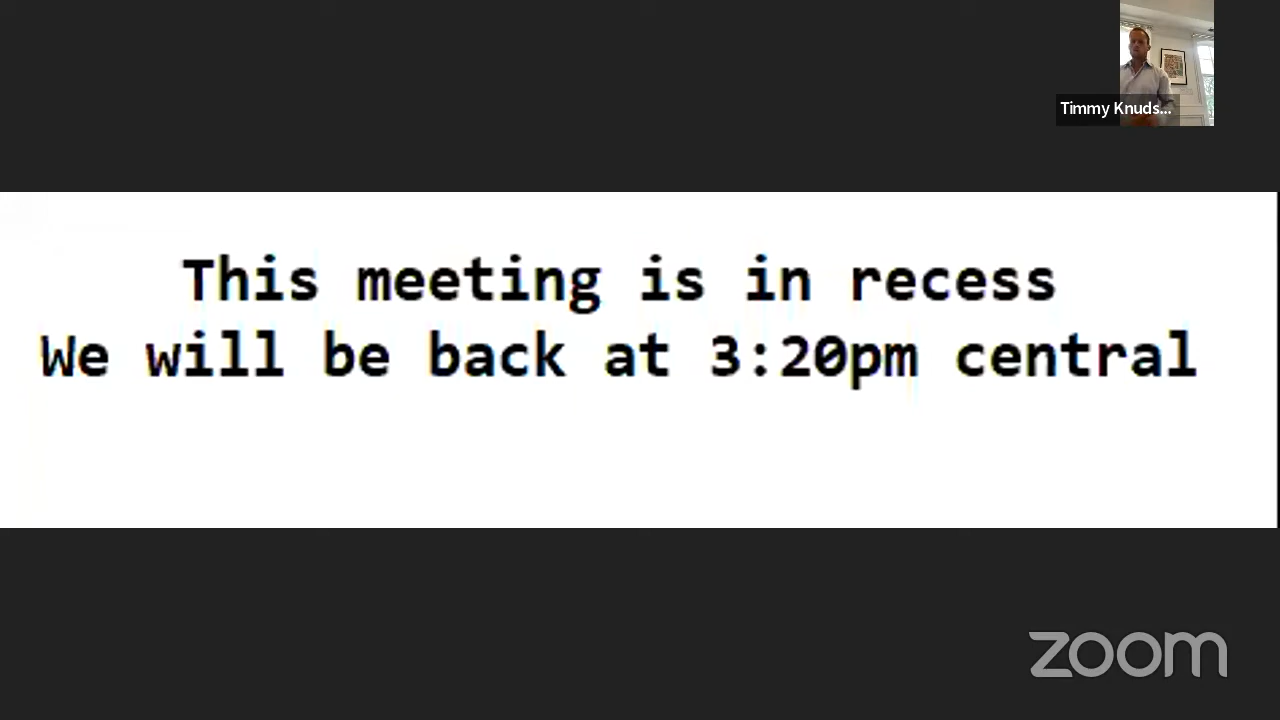 Timmy Knuds...
This meeting is in recess
We will be back at 3:20pm central
zoom